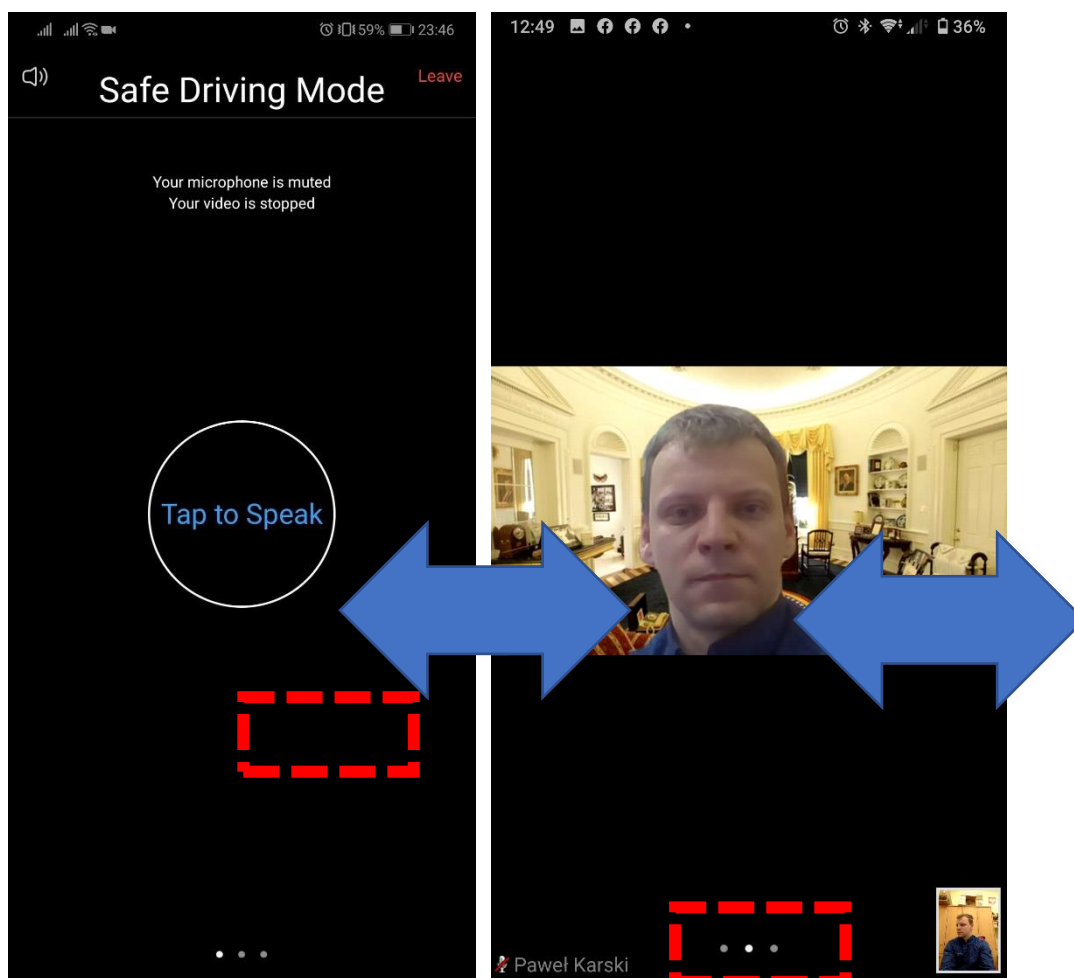 59% 23:46
Safe Driving Mode
Leave
Your microphone is muted
Your video is stopped
Tap to Speak
12:49
36%
Paweł Karski